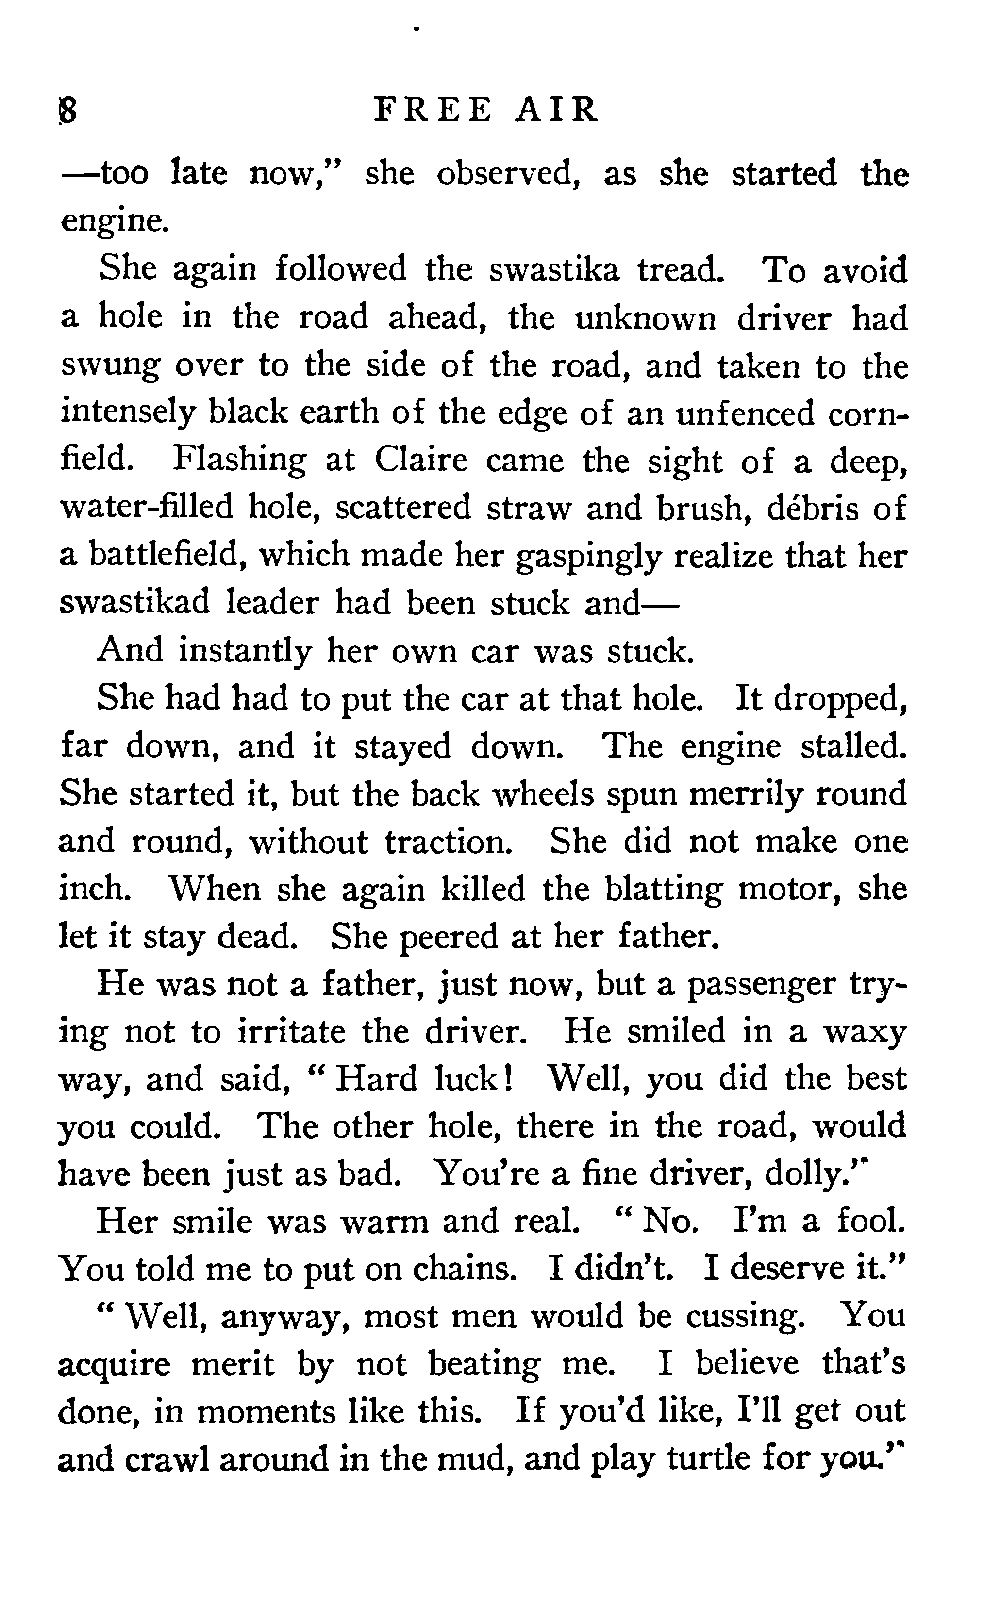 8 FREE AIR
—too late now,” she observed, as she started the
engine.
She again followed the swastika tread. To avoid
a hole in the road ahead, the unknown driver had
swung over to the side of the road, and taken to the
intensely black earth of the edge of an unfenced corn-
field. Flashing at Claire came the sight of a deep,
water-filled hole, scattered straw and brush, débris of
a battlefield, which made her gaspingly realize that her
swastikad leader had been stuck and—
And instantly her own car was stuck.
She had had to put the car at that hole. It dropped,
far down, and it stayed down. The engine stalled.
She started it, but the back wheels spun merrily round
and round, without traction. She did not make one
inch. When she again killed the blatting motor, she
let it stay dead. She peered at her father.
He was not a father, just now, but a passenger try-
ing not to irritate the driver. He smiled in a waxy
way, and said, “ Hard luck! Well, you did the best
you could. The other hole, there in the road, would
have been just as bad. You’re a fine driver, dolly.”
Her smile was warm and real. “ No. I’m a fool.
You told me to put on chains. I didn’t. I deserve it.”
“ Well, anyway, most men would be cussing. You
acquire merit by not beating me. I believe that’s
done, in moments like this. If you’d like, I’ll get out
and crawl around in the mud, and play turtle for you.”